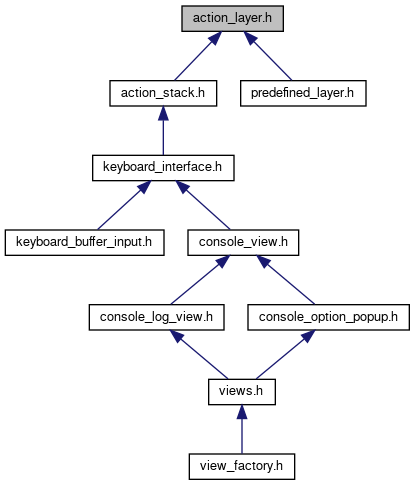 action_layer.h
action_stack.h
predefined_layer.h
keyboard_interface.h
keyboard_buffer_input.h
console_view.h
console_log_view.h
console_option_popup.h
views.h
view_factory.h